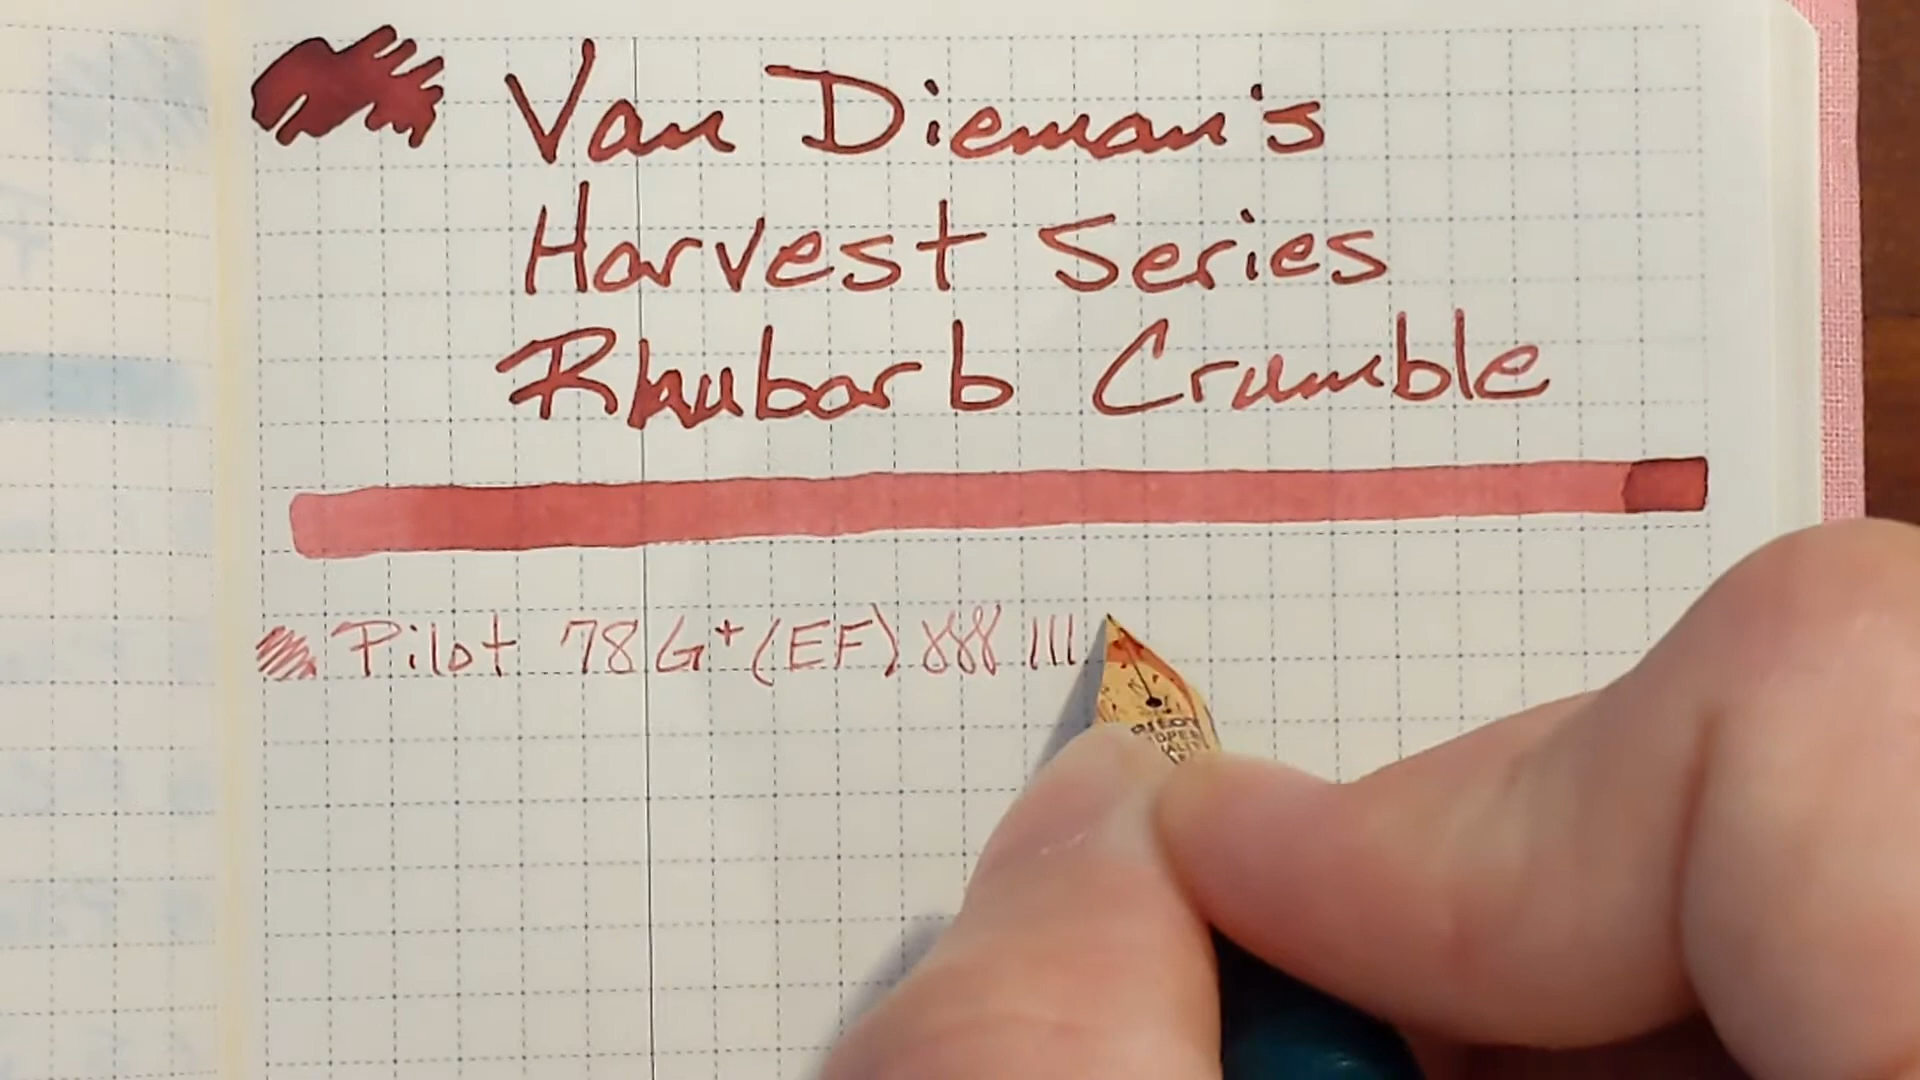 Van Dieman's
Harvest Series
Rhubarb Crumble
Pilot 78G+ (EF) 888 111